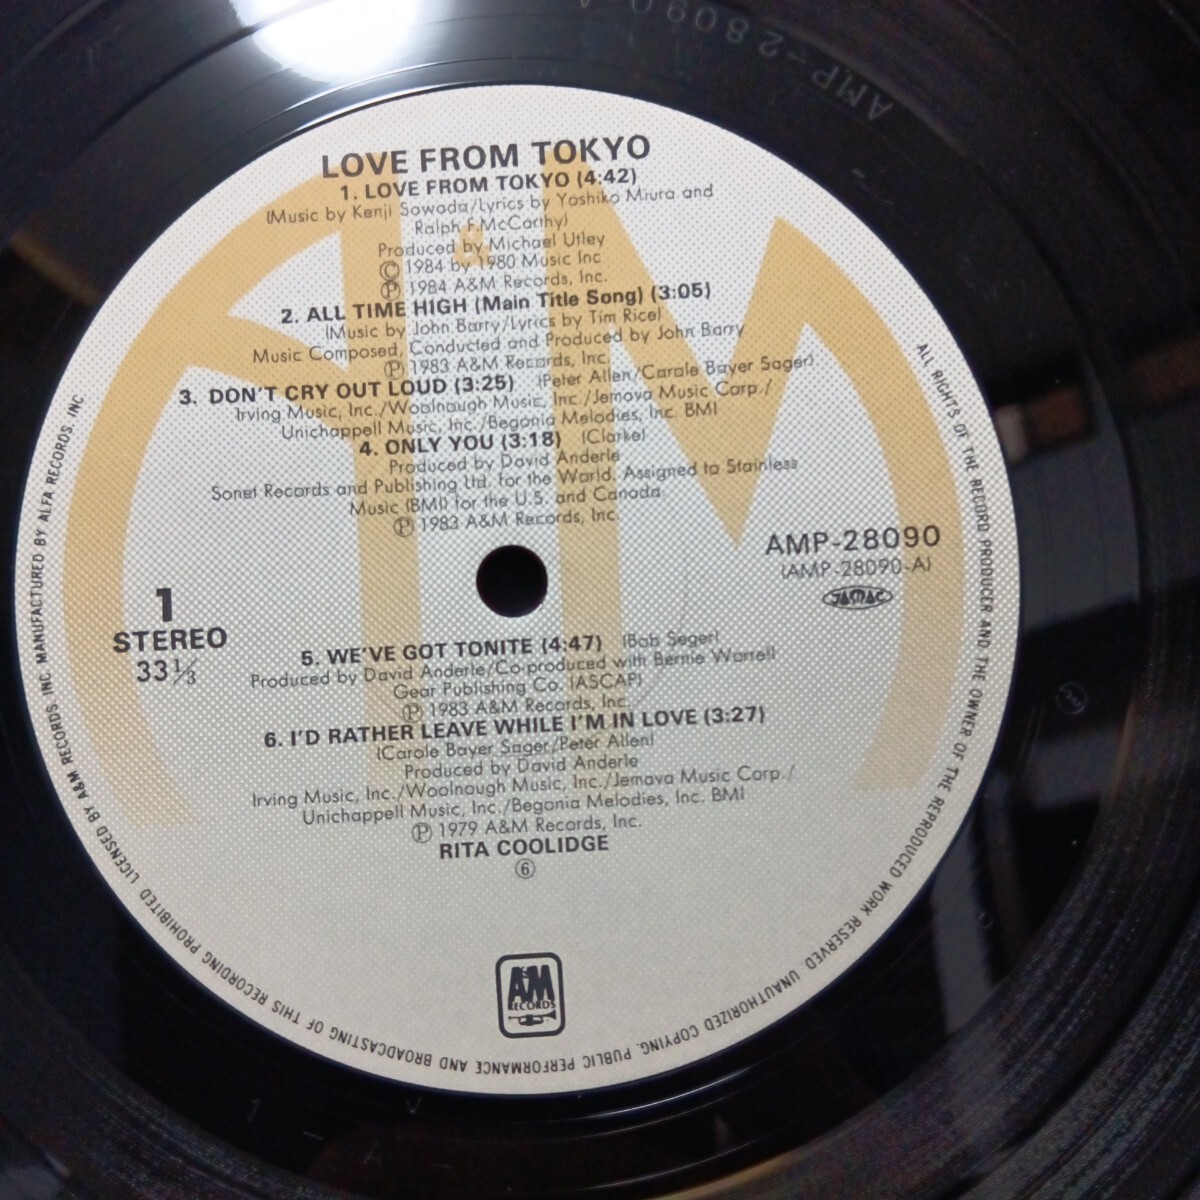 LOVE FROM TOKYO
1. LOVE FROM TOKYO (4:42)
(Music by Kenji Sawada/Lyrics by Yoshiko Miura and
Ralph F. McCarthy)
Produced by Michael Utley
© 1984 by 1980 Music Inc
℗ 1984 A&M Records, Inc.
2. ALL TIME HIGH (Main Title Song) (3:05)
(Music by John Barry/Lyrics by Tim Rice)
Music Composed, Conducted and Produced by John Barry
℗ 1983 A&M Records, Inc.
3. DON'T CRY OUT LOUD (3:25) (Peter Allen/Carole Bayer Sager)
Irving Music, Inc./Woolnough Music, Inc./Jemava Music Corp./
Unichappell Music, Inc./Begonia Melodies, Inc. BMI
4. ONLY YOU (3:18) (Clarke)
Produced by David Anderle
Sonet Records and Publishing Ltd. for the World. Assigned to Stainless
Music (BMI) for the U.S. and Canada
℗ 1983 A&M Records, Inc.
AMP-28090
(AMP-28090-A)
JAMAC
1
STEREO
33⅓
5. WE'VE GOT TONITE (4:47) (Bob Seger)
Produced by David Anderle/Co-produced with Bernie Worrell
Gear Publishing Co. (ASCAP)
℗ 1983 A&M Records, Inc.
6. I'D RATHER LEAVE WHILE I'M IN LOVE (3:27)
(Carole Bayer Sager/Peter Allen)
Produced by David Anderle
Irving Music, Inc./Woolnough Music, Inc./Jemava Music Corp./
Unichappell Music, Inc./Begonia Melodies, Inc. BMI
℗ 1979 A&M Records, Inc.
RITA COOLIDGE
⑥
A&M
RECORDS
ALL RIGHTS OF THE RECORD PRODUCER AND THE OWNER OF THE REPRODUCED WORK RESERVED. UNAUTHORIZED COPYING, PUBLIC PERFORMANCE AND BROADCASTING OF THIS RECORDING PROHIBITED. LICENSED BY A&M RECORDS, INC. MANUFACTURED BY ALFA RECORDS, INC.
AMP-28090-A
1-A-1